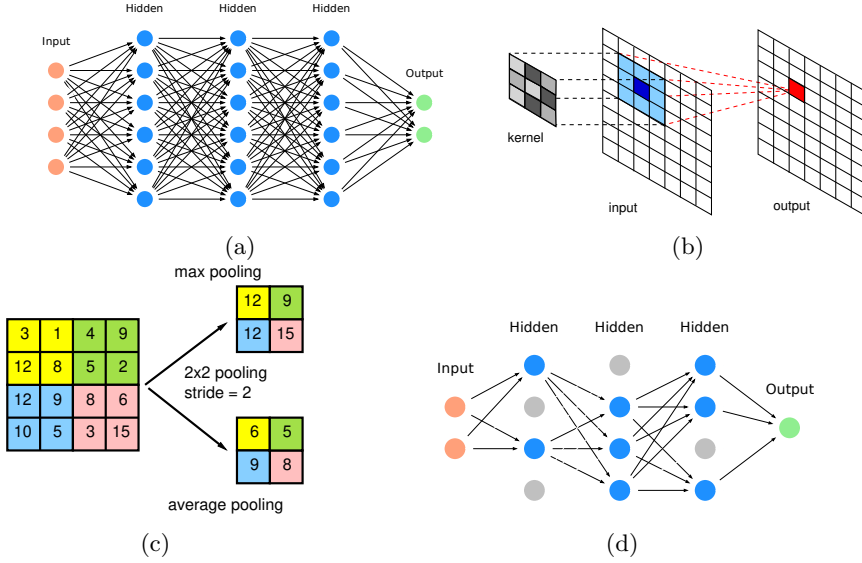 Hidden Hidden Hidden
Input
Output
(a)
kernel
input
output
(b)
max pooling
12 9
12 15
3 1 4 9
12 8 5 2
12 9 8 6
10 5 3 15
2x2 pooling
stride = 2
6 5
9 8
average pooling
(c)
Hidden Hidden Hidden
Input
Output
(d)